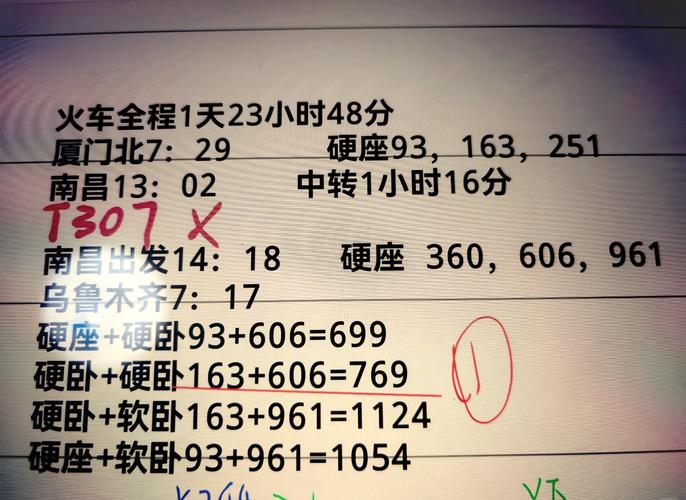 火车全程1天23小时48分
厦门北7：29 硬座93，163，251
南昌13：02 中转1小时16分
T307 X
南昌出发14：18 硬座 360，606，961
乌鲁木齐7：17
硬座+硬卧93+606=699
硬卧+硬卧163+606=769
1
硬卧+软卧163+961=1124
硬座+软卧93+961=1054